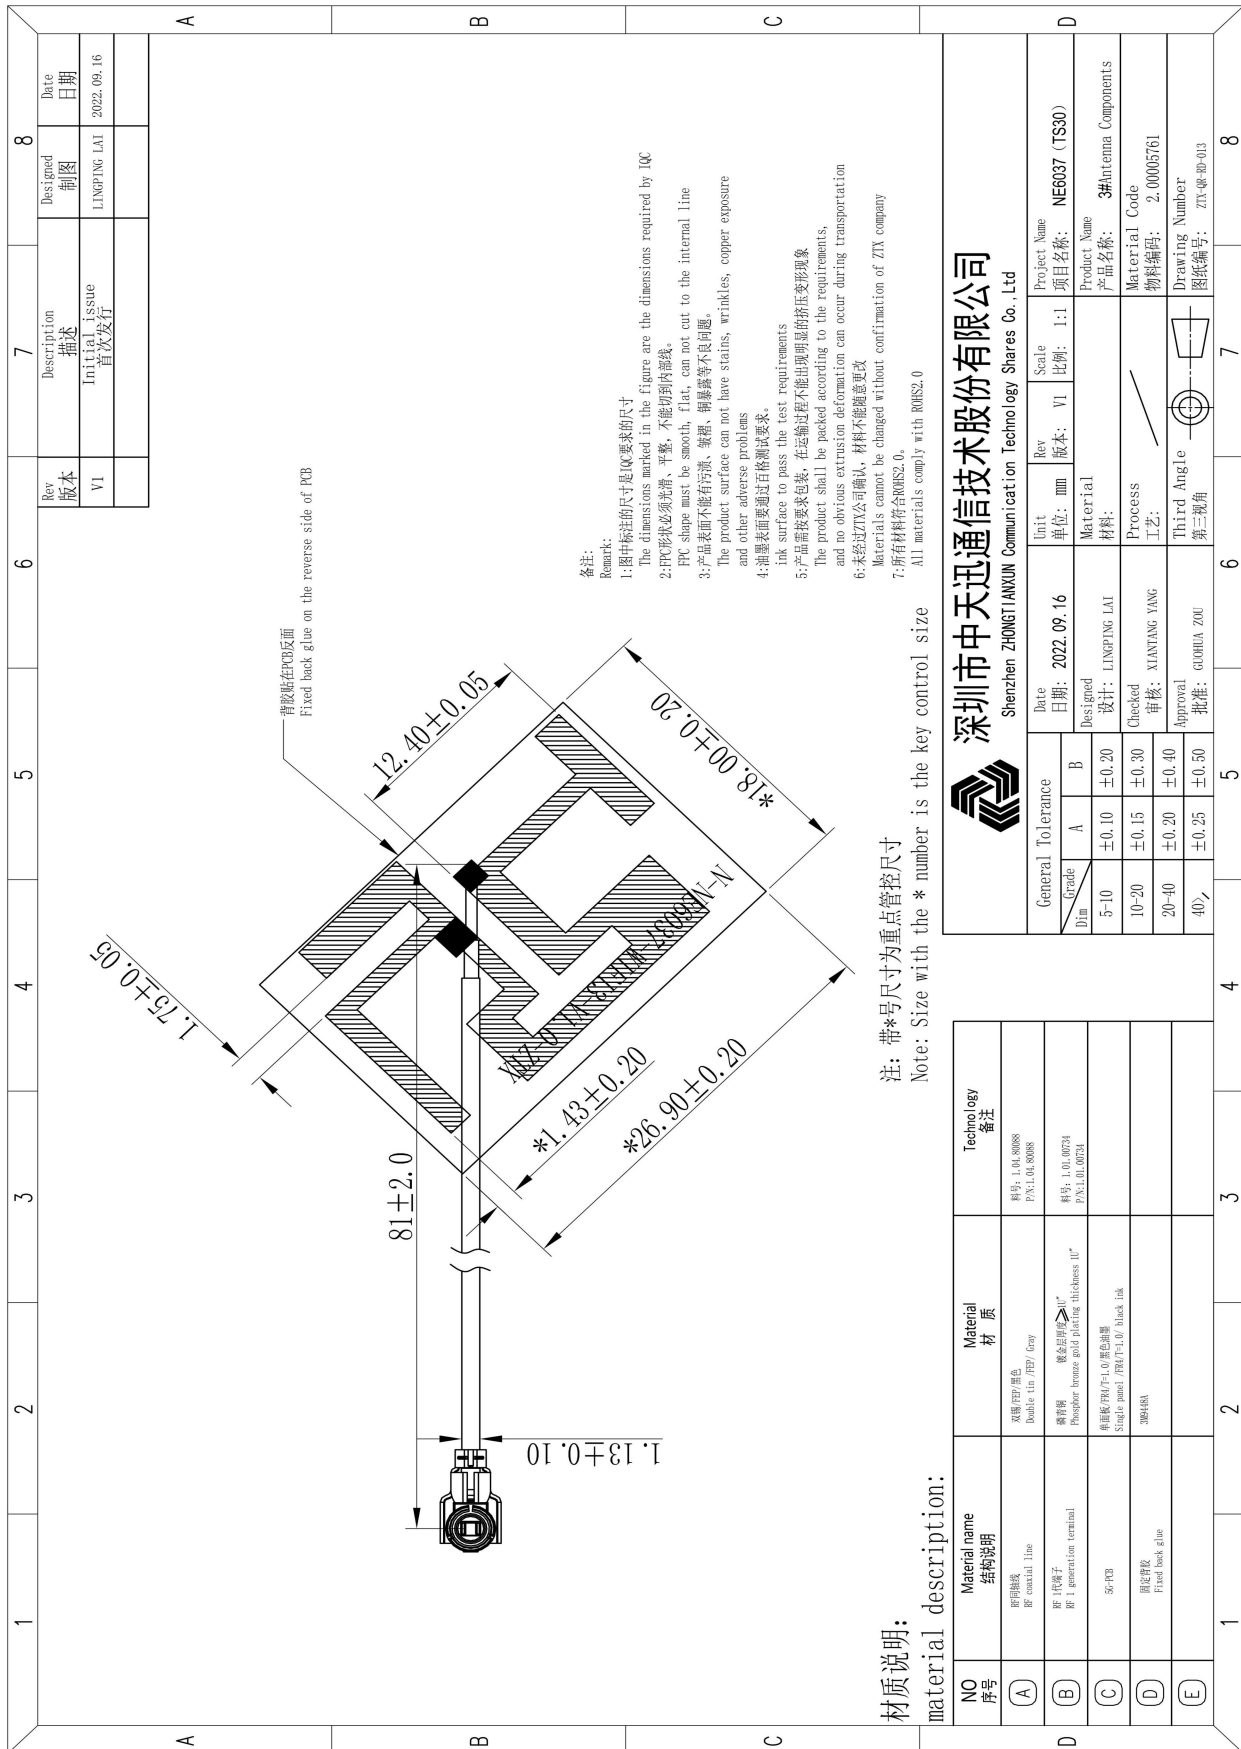 1 2 3 4 5 6 7 8
A
B
C
D
Rev Description Designed Date
版本 描述 制图 日期
V1 Initial issue LINGPING LAI 2022.09.16
首次发行
背胶贴在PCB反面
Fixed back glue on the reverse side of PCB
81±2.0
1.13±0.10
1.75±0.05
12.40±0.05
*18.00±0.20
*1.43±0.20
*26.90±0.20
备注:
Remark:
1:图中标注的尺寸是IQC要求的尺寸
The dimensions marked in the figure are the dimensions required by IQC
2:FPC形状必须光滑、平整，不能切到内部线。
FPC shape must be smooth, flat, can not cut to the internal line
3:产品表面不能有污渍、皱褶、铜暴露等不良问题。
The product surface can not have stains, wrinkles, copper exposure
and other adverse problems
4:油墨表面要通过百格测试要求。
ink surface to pass the test requirements
5:产品需按要求包装，在运输过程不能出现明显的挤压变形现象
The product shall be packed according to the requirements,
and no obvious extrusion deformation can occur during transportation
6:未经过ZTX公司确认，材料不能随意更改
Materials cannot be changed without confirmation of ZTX company
7:所有材料符合ROHS2.0。
All materials comply with ROHS2.0
注: 带*号尺寸为重点管控尺寸
Note: Size with the * number is the key control size
材质说明:
material description:
NO Material name Material Technology
序号 结构说明 材 质 备注
A RF同轴线 双锡/FEP/黑色 料号: 1.04.80088
RF coaxial line Double tin /FEP/ Gray P/N:1.04.80088
B RF 1代端子 磷青铜 镀金层厚度≥1U" 料号: 1.01.00734
RF 1 generation terminal Phosphor bronze gold plating thickness 1U" P/N:1.01.00734
C 5G-PCB 单面板/FR4/T=1.0/黑色油墨
Single panel /FR4/T=1.0/ black ink
D 固定背胶 3M9448A
Fixed back glue
E
深圳市中天迅通信技术股份有限公司
Shenzhen ZHONGTIANXUN Communication Technology Shares Co.,Ltd
General Tolerance
Grade A B
Dim
5-10 ±0.10 ±0.20
10-20 ±0.15 ±0.30
20-40 ±0.20 ±0.40
40> ±0.25 ±0.50
Date
日期: 2022.09.16
Designed
设计: LINGPING LAI
Checked
审核: XIANTANG YANG
Approval
批准: GUOHUA ZOU
Unit
单位: mm
Rev
版本: V1
Scale
比例: 1:1
Material
材料:
Process
工艺:
Third Angle
第三视角
Project Name
项目名称: NE6037 (TS30)
Product Name
产品名称: 3#Antenna Components
Material Code
物料编码: 2.00005761
Drawing Number
图纸编号: ZTX-QR-RD-013
1 2 3 4 5 6 7 8
A
B
C
D